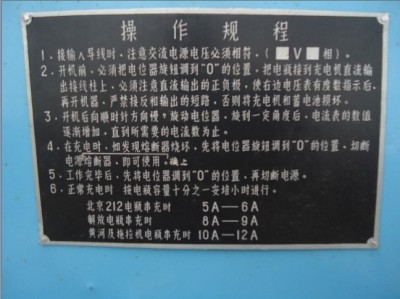 操作规程
1、接输入导线时,注意交流电源电压必须相符,( V 相)。
2、开机前,必须把电位器旋钮调到"0"的位置,把电瓶接到充电机直流输
出接线柱上,必须注意直流输出的正负极,使右边电压表有度数指示后,
再开机器,严禁接反和输出的短路,否则将充电机和蓄电池损坏。
3、开机后向顺时针方向慢,旋动电位器,旋到一定角度后,电流表的数值
逐渐增加,直到所需要的电流数为止。
4、在充电时,如发现熔断器烧坏,先将电位器调到"0"的位置,切断
电源熔断器,即可使用,
5、工作完毕后,先将电位器调到"0"的位置,再切断电源。
6、正常充电时 按电瓶容量十分之一安培小时进行。
北京212电瓶串充时 5A—6A
解放电瓶串充时 8A—9A
黄河及拖拉机电瓶串充时 10A—12A